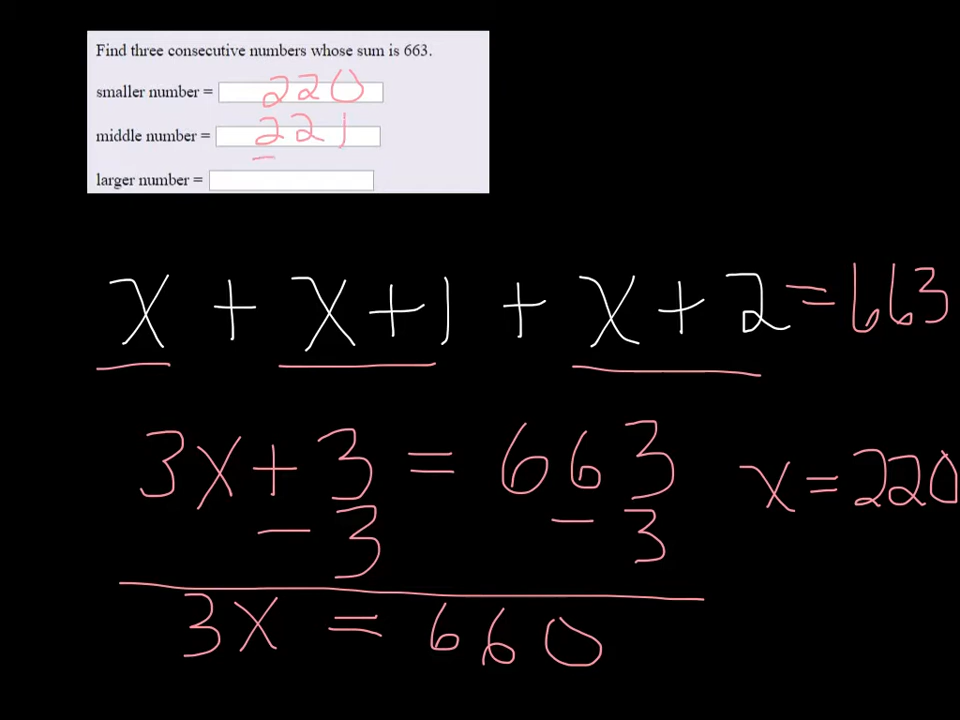 Find three consecutive numbers whose sum is 663.
smaller number = 220
middle number = 221
larger number =
x + x+1 + x+2 = 663
3x+3 = 663
x = 220
-3 -3
3x = 660